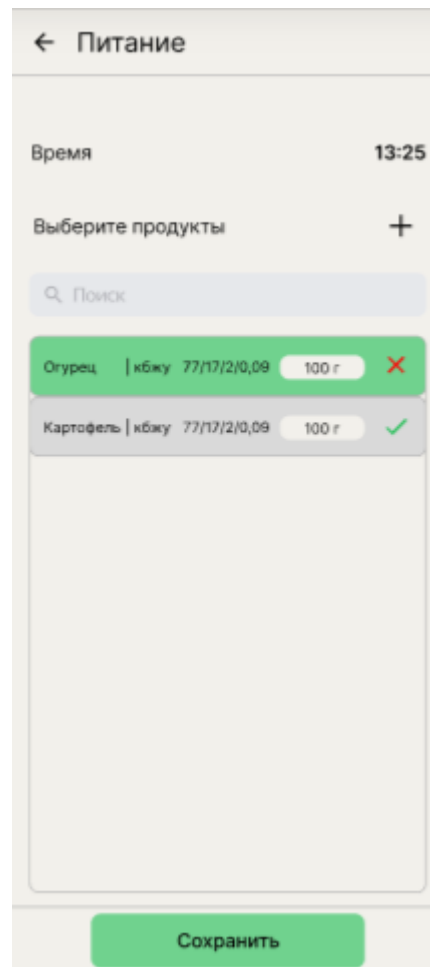 Питание
Время 13:25
Выберите продукты
Поиск
Огурец | кбжу 77/17/2/0,09 100 г
Картофель | кбжу 77/17/2/0,09 100 г
Сохранить